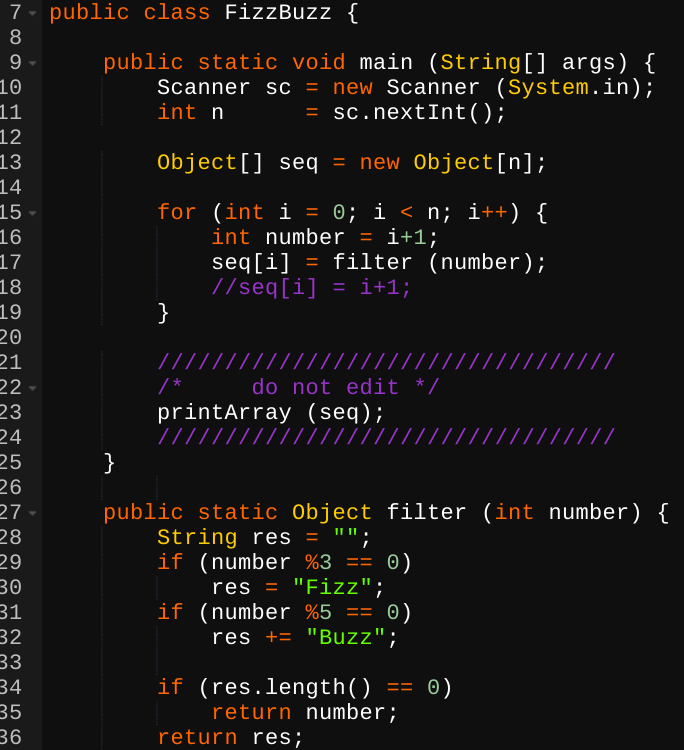 7 public class FizzBuzz {
8
9     public static void main (String[] args) {
10         Scanner sc = new Scanner (System.in);
11         int n      = sc.nextInt();
12
13         Object[] seq = new Object[n];
14
15         for (int i = 0; i < n; i++) {
16             int number = i+1;
17             seq[i] = filter (number);
18             //seq[i] = i+1;
19         }
20
21         //////////////////////////////////
22         /*     do not edit */
23         printArray (seq);
24         //////////////////////////////////
25     }
26
27     public static Object filter (int number) {
28         String res = "";
29         if (number %3 == 0)
30             res = "Fizz";
31         if (number %5 == 0)
32             res += "Buzz";
33
34         if (res.length() == 0)
35             return number;
36         return res;